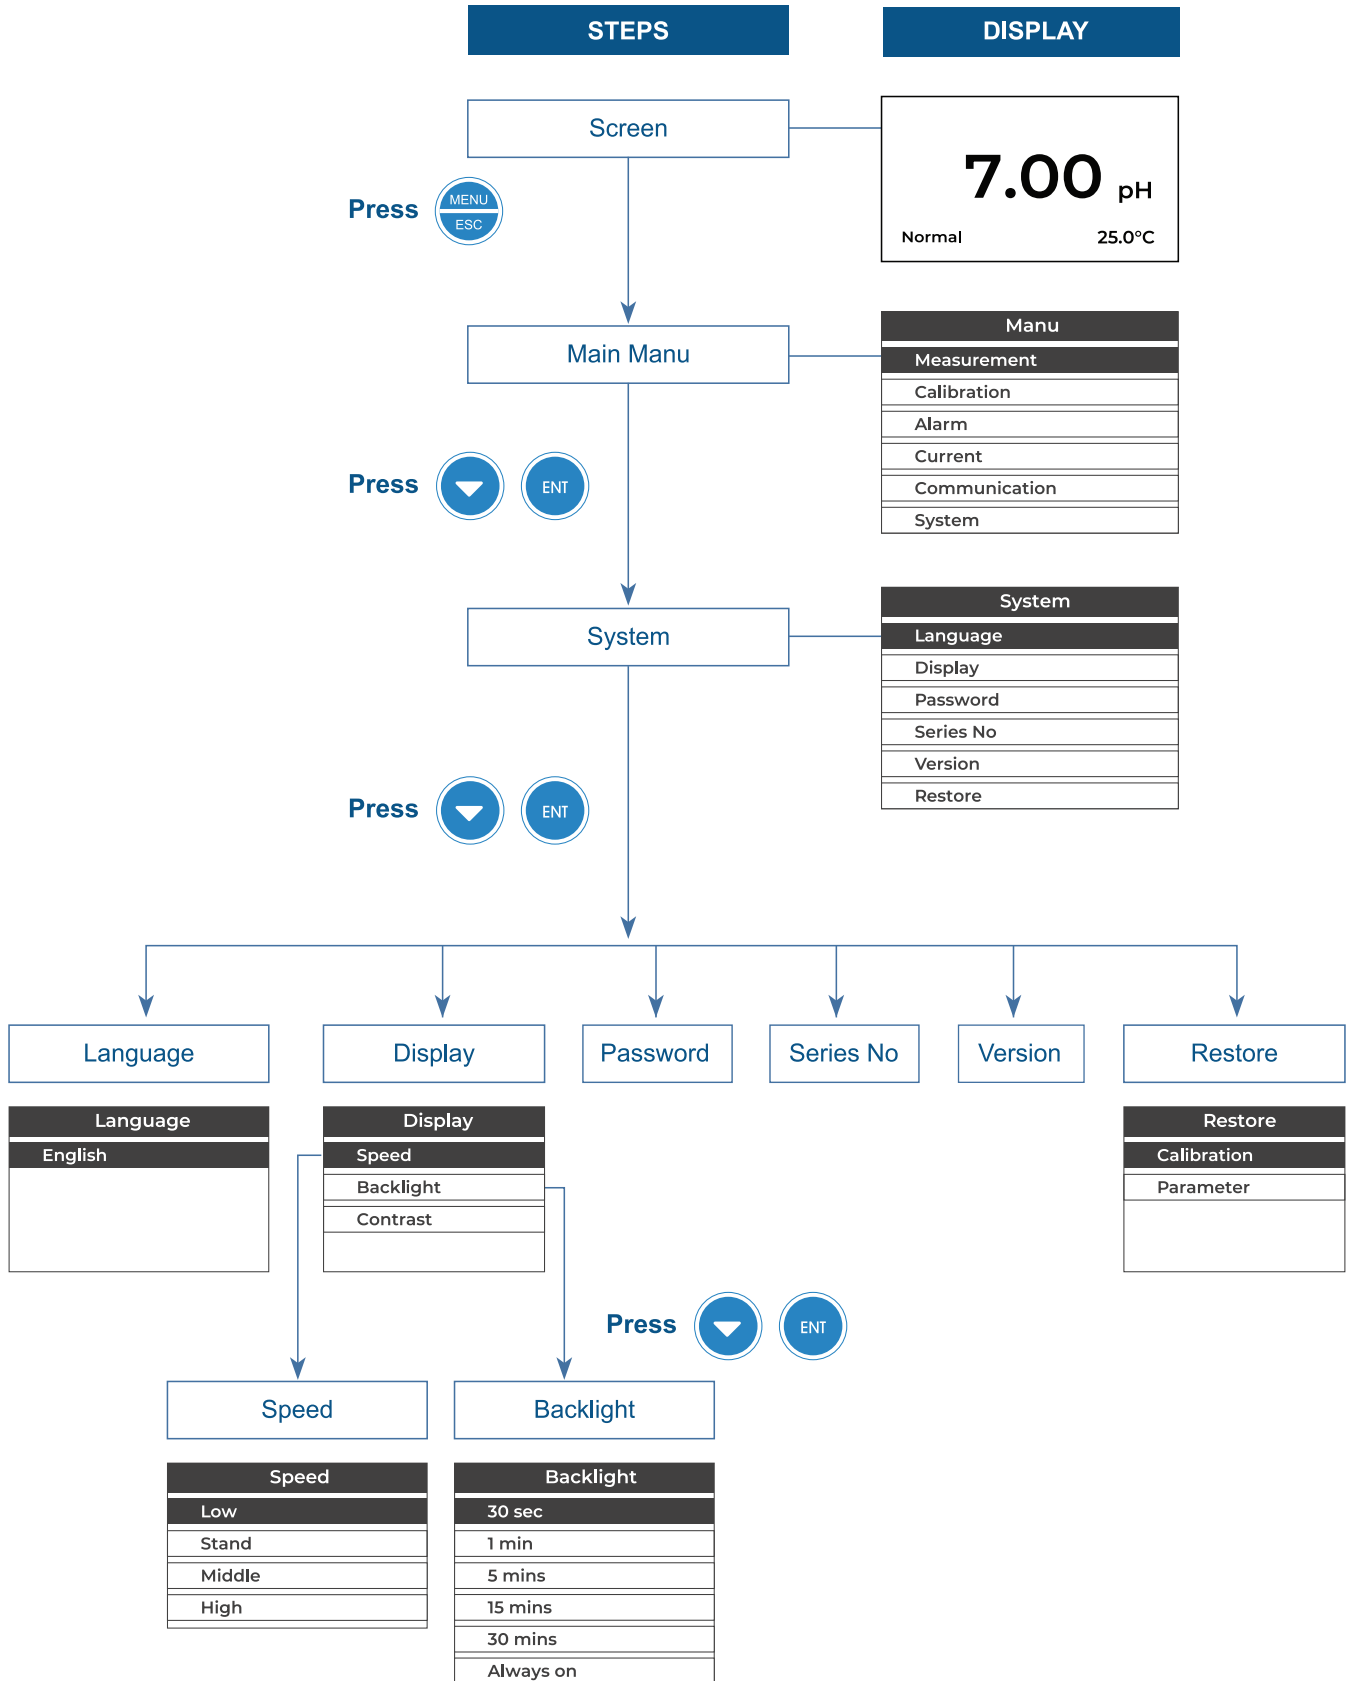 STEPS
DISPLAY
Screen
7.00 pH
Normal 25.0°C
Press MENU
ESC
Main Manu
Manu
Measurement
Calibration
Alarm
Current
Communication
System
Press ENT
System
System
Language
Display
Password
Series No
Version
Restore
Press ENT
Language
Display
Password
Series No
Version
Restore
Language
English
Display
Speed
Backlight
Contrast
Restore
Calibration
Parameter
Press ENT
Speed
Backlight
Speed
Low
Stand
Middle
High
Backlight
30 sec
1 min
5 mins
15 mins
30 mins
Always on